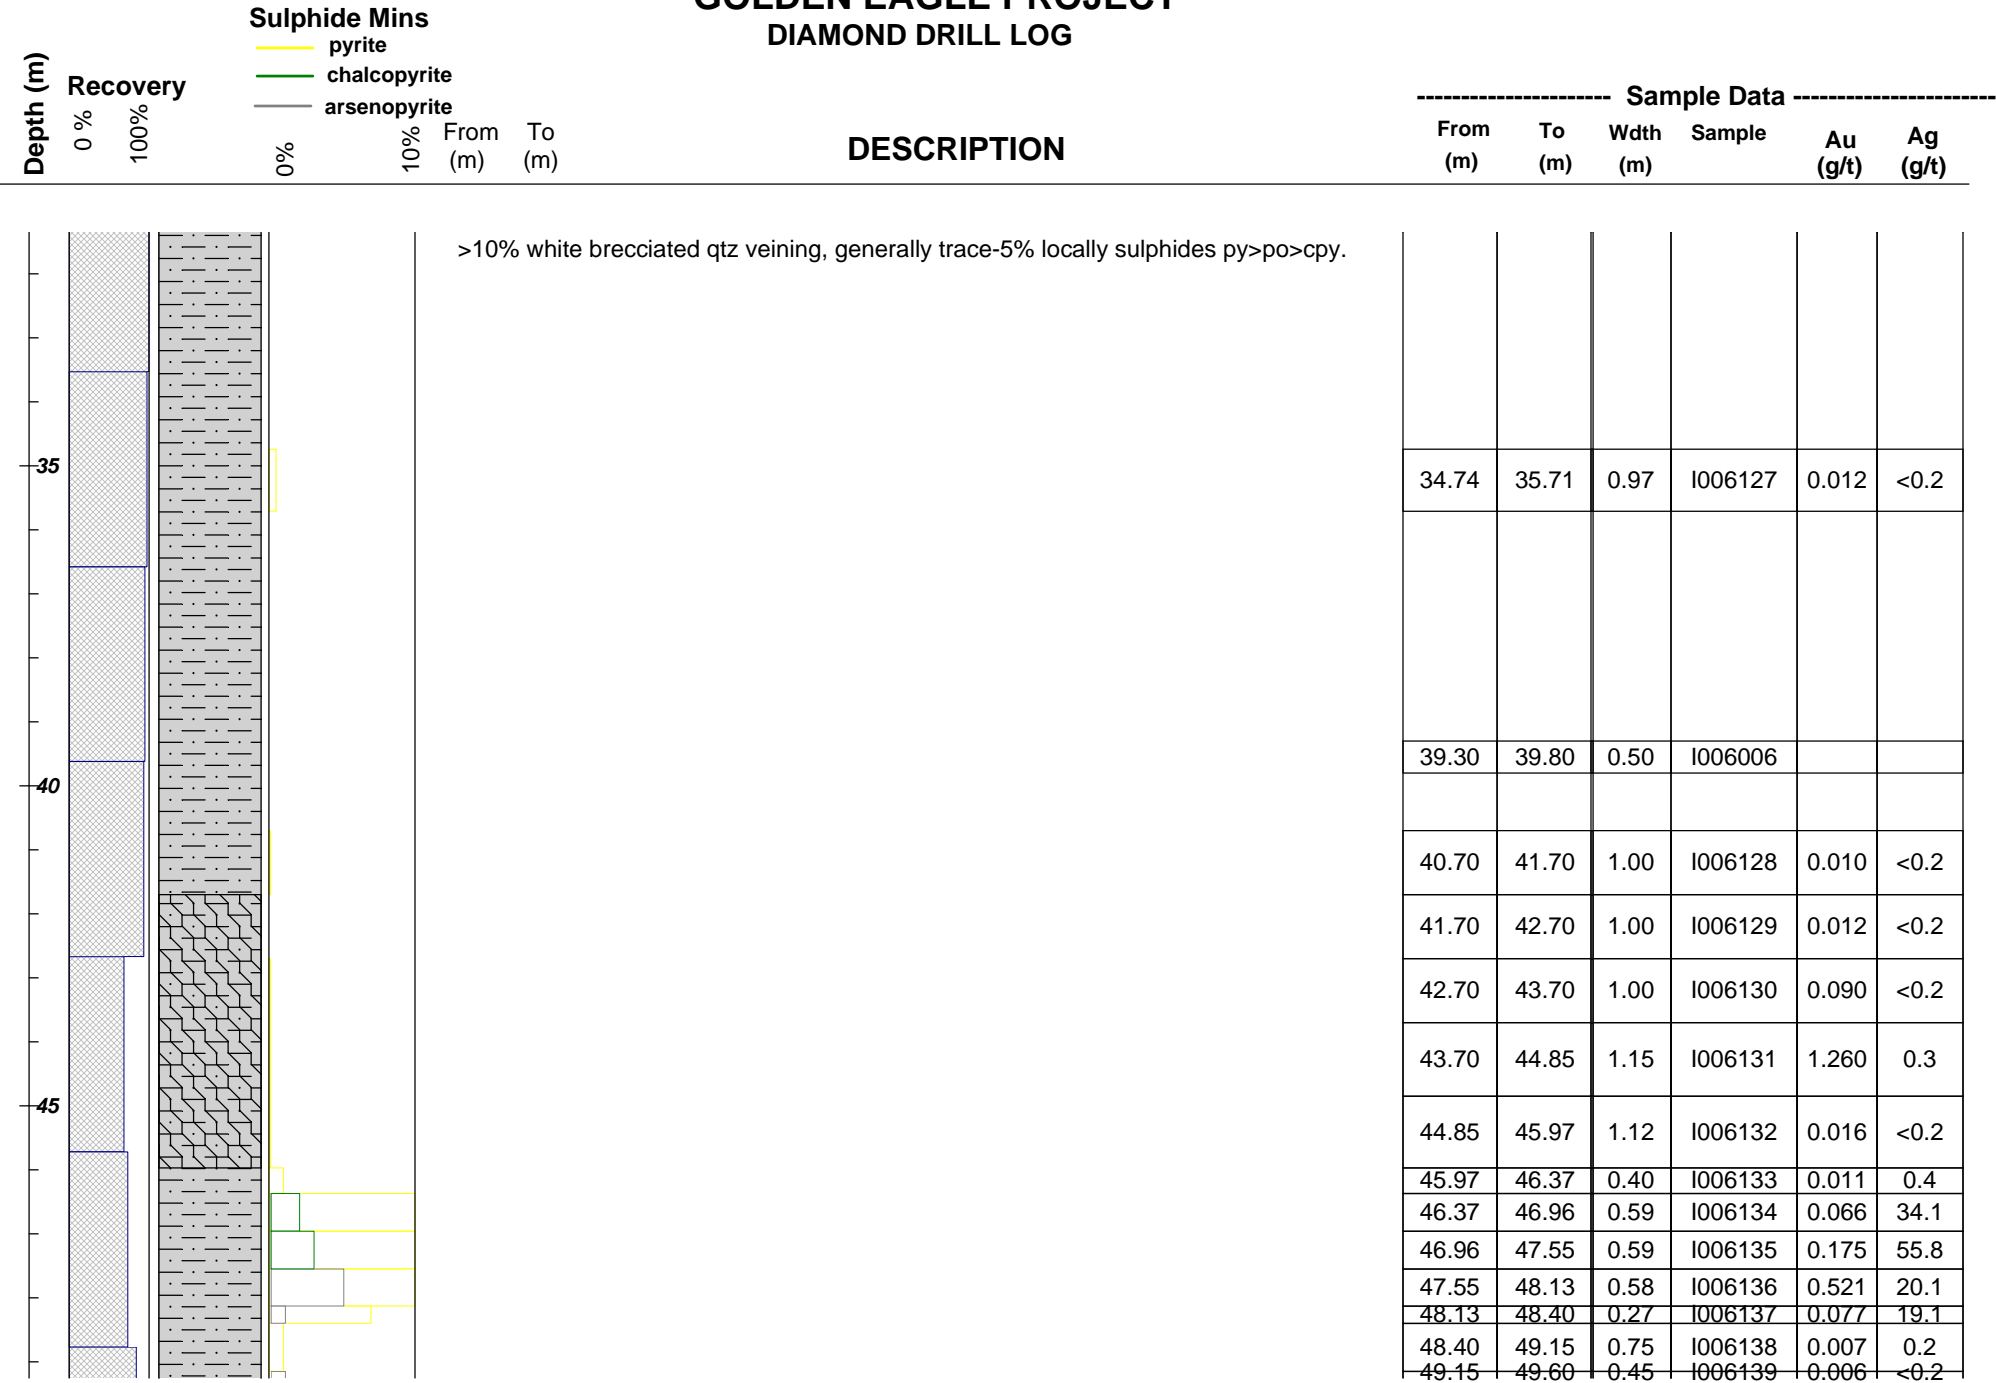 GOLDEN EAGLE PROJECT
DIAMOND DRILL LOG
Sulphide Mins
pyrite
chalcopyrite
arsenopyrite
Depth (m)
Recovery
0 %
100%
0%
10%
From (m)
To (m)
DESCRIPTION
---------------------- Sample Data -----------------------
From (m) To (m) Wdth (m) Sample Au (g/t) Ag (g/t)
>10% white brecciated qtz veining, generally trace-5% locally sulphides py>po>cpy.
35
34.74 35.71 0.97 I006127 0.012 <0.2
39.30 39.80 0.50 I006006
40
40.70 41.70 1.00 I006128 0.010 <0.2
41.70 42.70 1.00 I006129 0.012 <0.2
42.70 43.70 1.00 I006130 0.090 <0.2
43.70 44.85 1.15 I006131 1.260 0.3
45
44.85 45.97 1.12 I006132 0.016 <0.2
45.97 46.37 0.40 I006133 0.011 0.4
46.37 46.96 0.59 I006134 0.066 34.1
46.96 47.55 0.59 I006135 0.175 55.8
47.55 48.13 0.58 I006136 0.521 20.1
48.13 48.40 0.27 I006137 0.077 19.1
48.40 49.15 0.75 I006138 0.007 0.2
49.15 49.60 0.45 I006139 0.006 <0.2